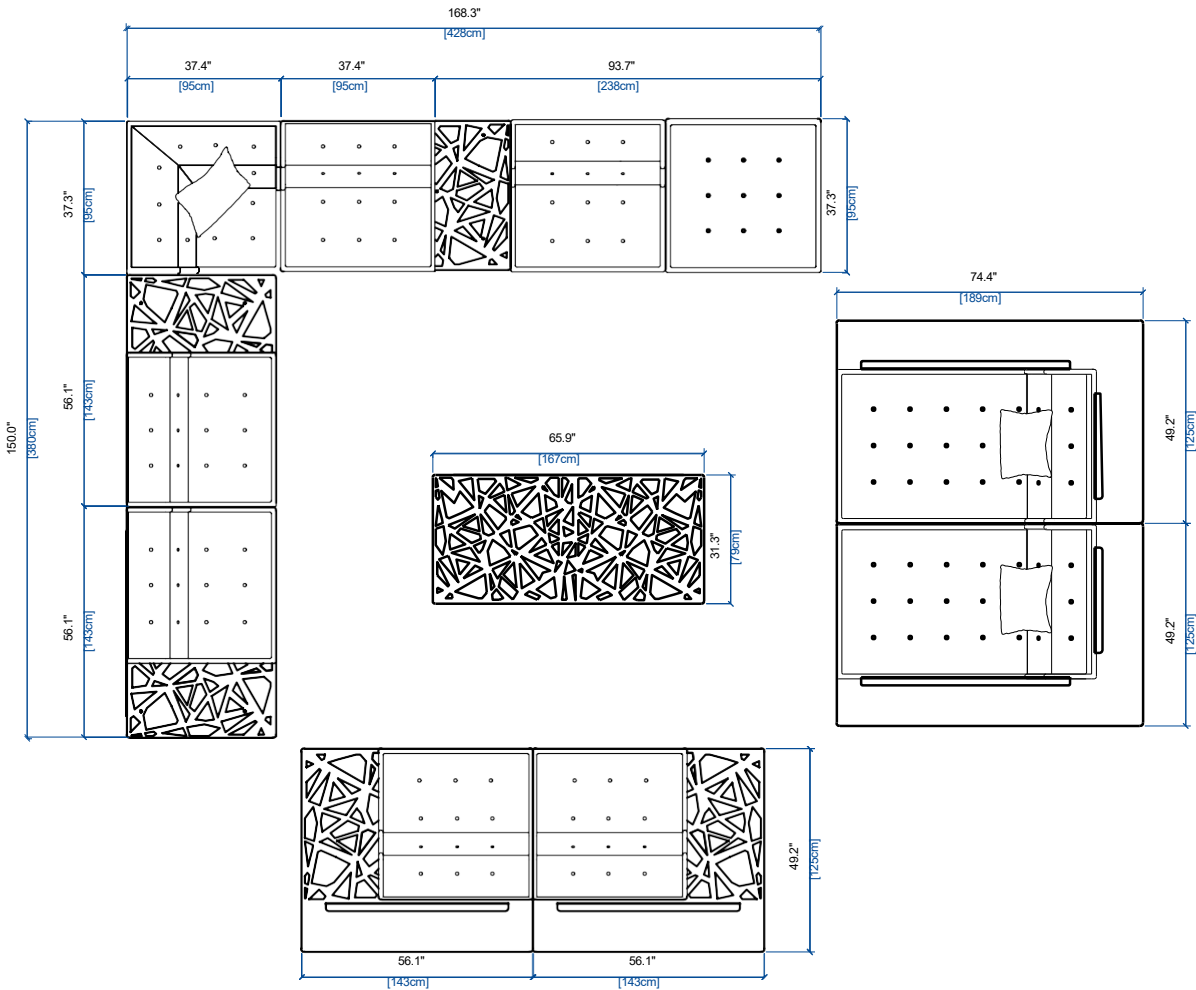 168.3"
[428cm]
37.4"
[95cm]
37.4"
[95cm]
93.7"
[238cm]
37.3"
[95cm]
37.3"
[95cm]
74.4"
[189cm]
150.0"
[380cm]
56.1"
[143cm]
49.2"
[125cm]
65.9"
[167cm]
31.3"
[79cm]
56.1"
[143cm]
49.2"
[125cm]
49.2"
[125cm]
56.1"
[143cm]
56.1"
[143cm]